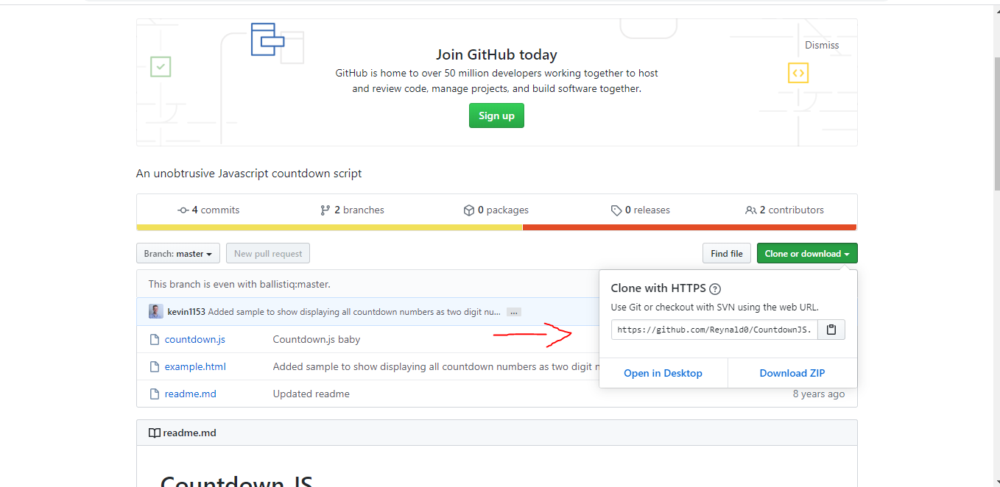 Join GitHub today
Dismiss
GitHub is home to over 50 million developers working together to host
and review code, manage projects, and build software together.
Sign up
An unobtrusive Javascript countdown script
4 commits 2 branches 0 packages 0 releases 2 contributors
Branch: master New pull request Find file Clone or download
This branch is even with ballistiq:master.
Clone with HTTPS ?
Use Git or checkout with SVN using the web URL.
kevin1153 Added sample to show displaying all countdown numbers as two digit nu... ...
https://github.com/Reynald0/CountdownJS.
countdown.js Countdown.js baby
example.html Added sample to show displaying all countdown numbers as two digit n
Open in Desktop Download ZIP
readme.md Updated readme 8 years ago
readme.md
Countdown JS